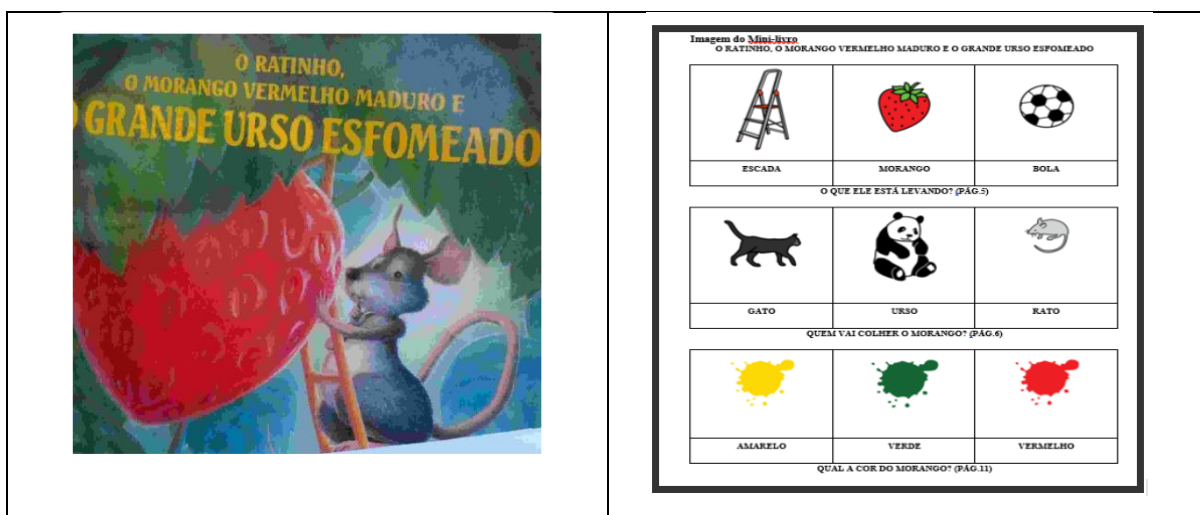 O RATINHO,
O MORANGO VERMELHO MADURO E
O GRANDE URSO ESFOMEADO
Imagem do Mini-livro
O RATINHO, O MORANGO VERMELHO MADURO E O GRANDE URSO ESFOMEADO
ESCADA MORANGO BOLA
O QUE ELE ESTÁ LEVANDO? (PÁG.5)
GATO URSO RATO
QUEM VAI COLHER O MORANGO? (PÁG.6)
AMARELO VERDE VERMELHO
QUAL A COR DO MORANGO? (PÁG.11)